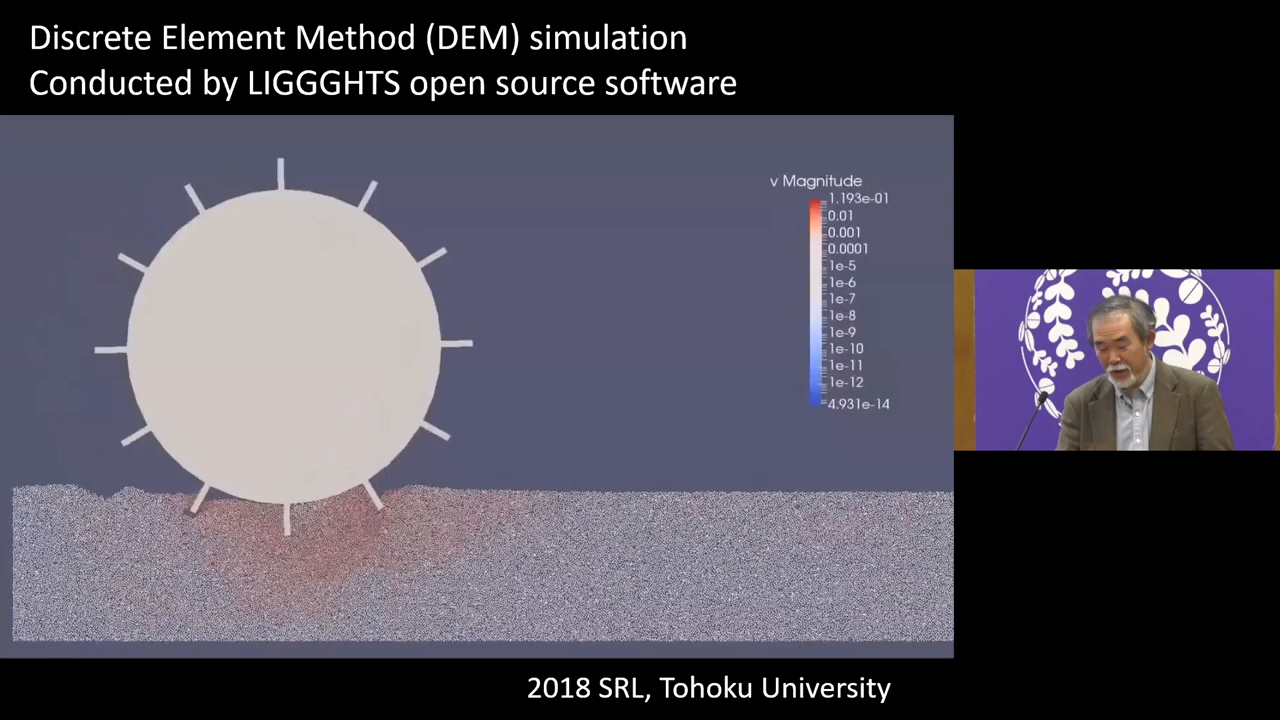 Discrete Element Method (DEM) simulation
Conducted by LIGGGHTS open source software
v Magnitude
1.193e-01
0.01
0.001
0.0001
1e-5
1e-6
1e-7
1e-8
1e-9
1e-10
1e-11
1e-12
4.931e-14
2018 SRL, Tohoku University